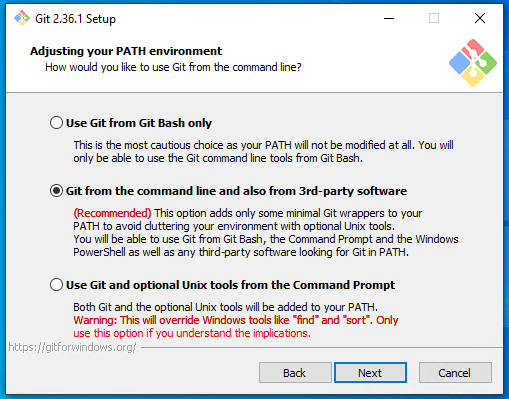 Git 2.36.1 Setup
Adjusting your PATH environment
How would you like to use Git from the command line?
Use Git from Git Bash only
This is the most cautious choice as your PATH will not be modified at all. You will
only be able to use the Git command line tools from Git Bash.
Git from the command line and also from 3rd-party software
(Recommended) This option adds only some minimal Git wrappers to your
PATH to avoid cluttering your environment with optional Unix tools.
You will be able to use Git from Git Bash, the Command Prompt and the Windows
PowerShell as well as any third-party software looking for Git in PATH.
Use Git and optional Unix tools from the Command Prompt
Both Git and the optional Unix tools will be added to your PATH.
Warning: This will override Windows tools like "find" and "sort". Only
use this option if you understand the implications.
https://gitforwindows.org/
Back
Next
Cancel